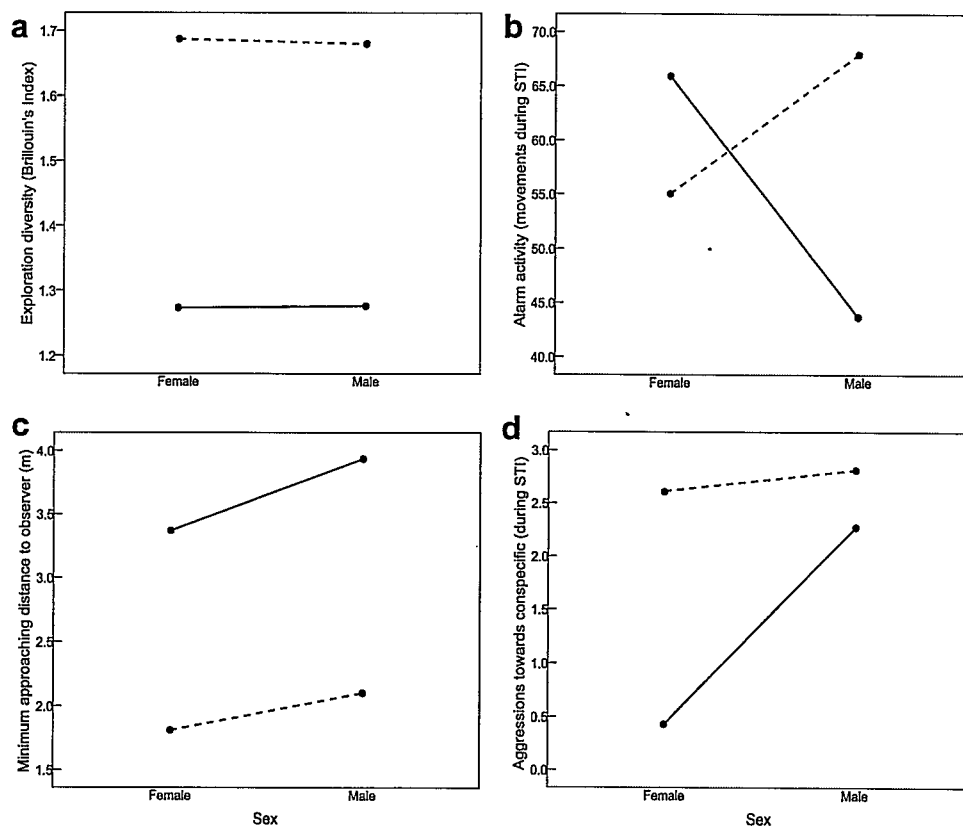 a
Exploration diversity (Brillouin's Index)
1.7
1.6
1.5
1.4
1.3
1.2
Female Male
b
Alarm activity (movements during STI)
70.0
65.0
60.0
55.0
50.0
45.0
40.0
Female Male
c
Minimum approaching distance to observer (m)
4.0
3.5
3.0
2.5
2.0
1.5
Female Male
Sex
d
Aggressions towards conspecific (during STI)
3.0
2.5
2.0
1.5
1.0
0.5
0.0
Female Male
Sex